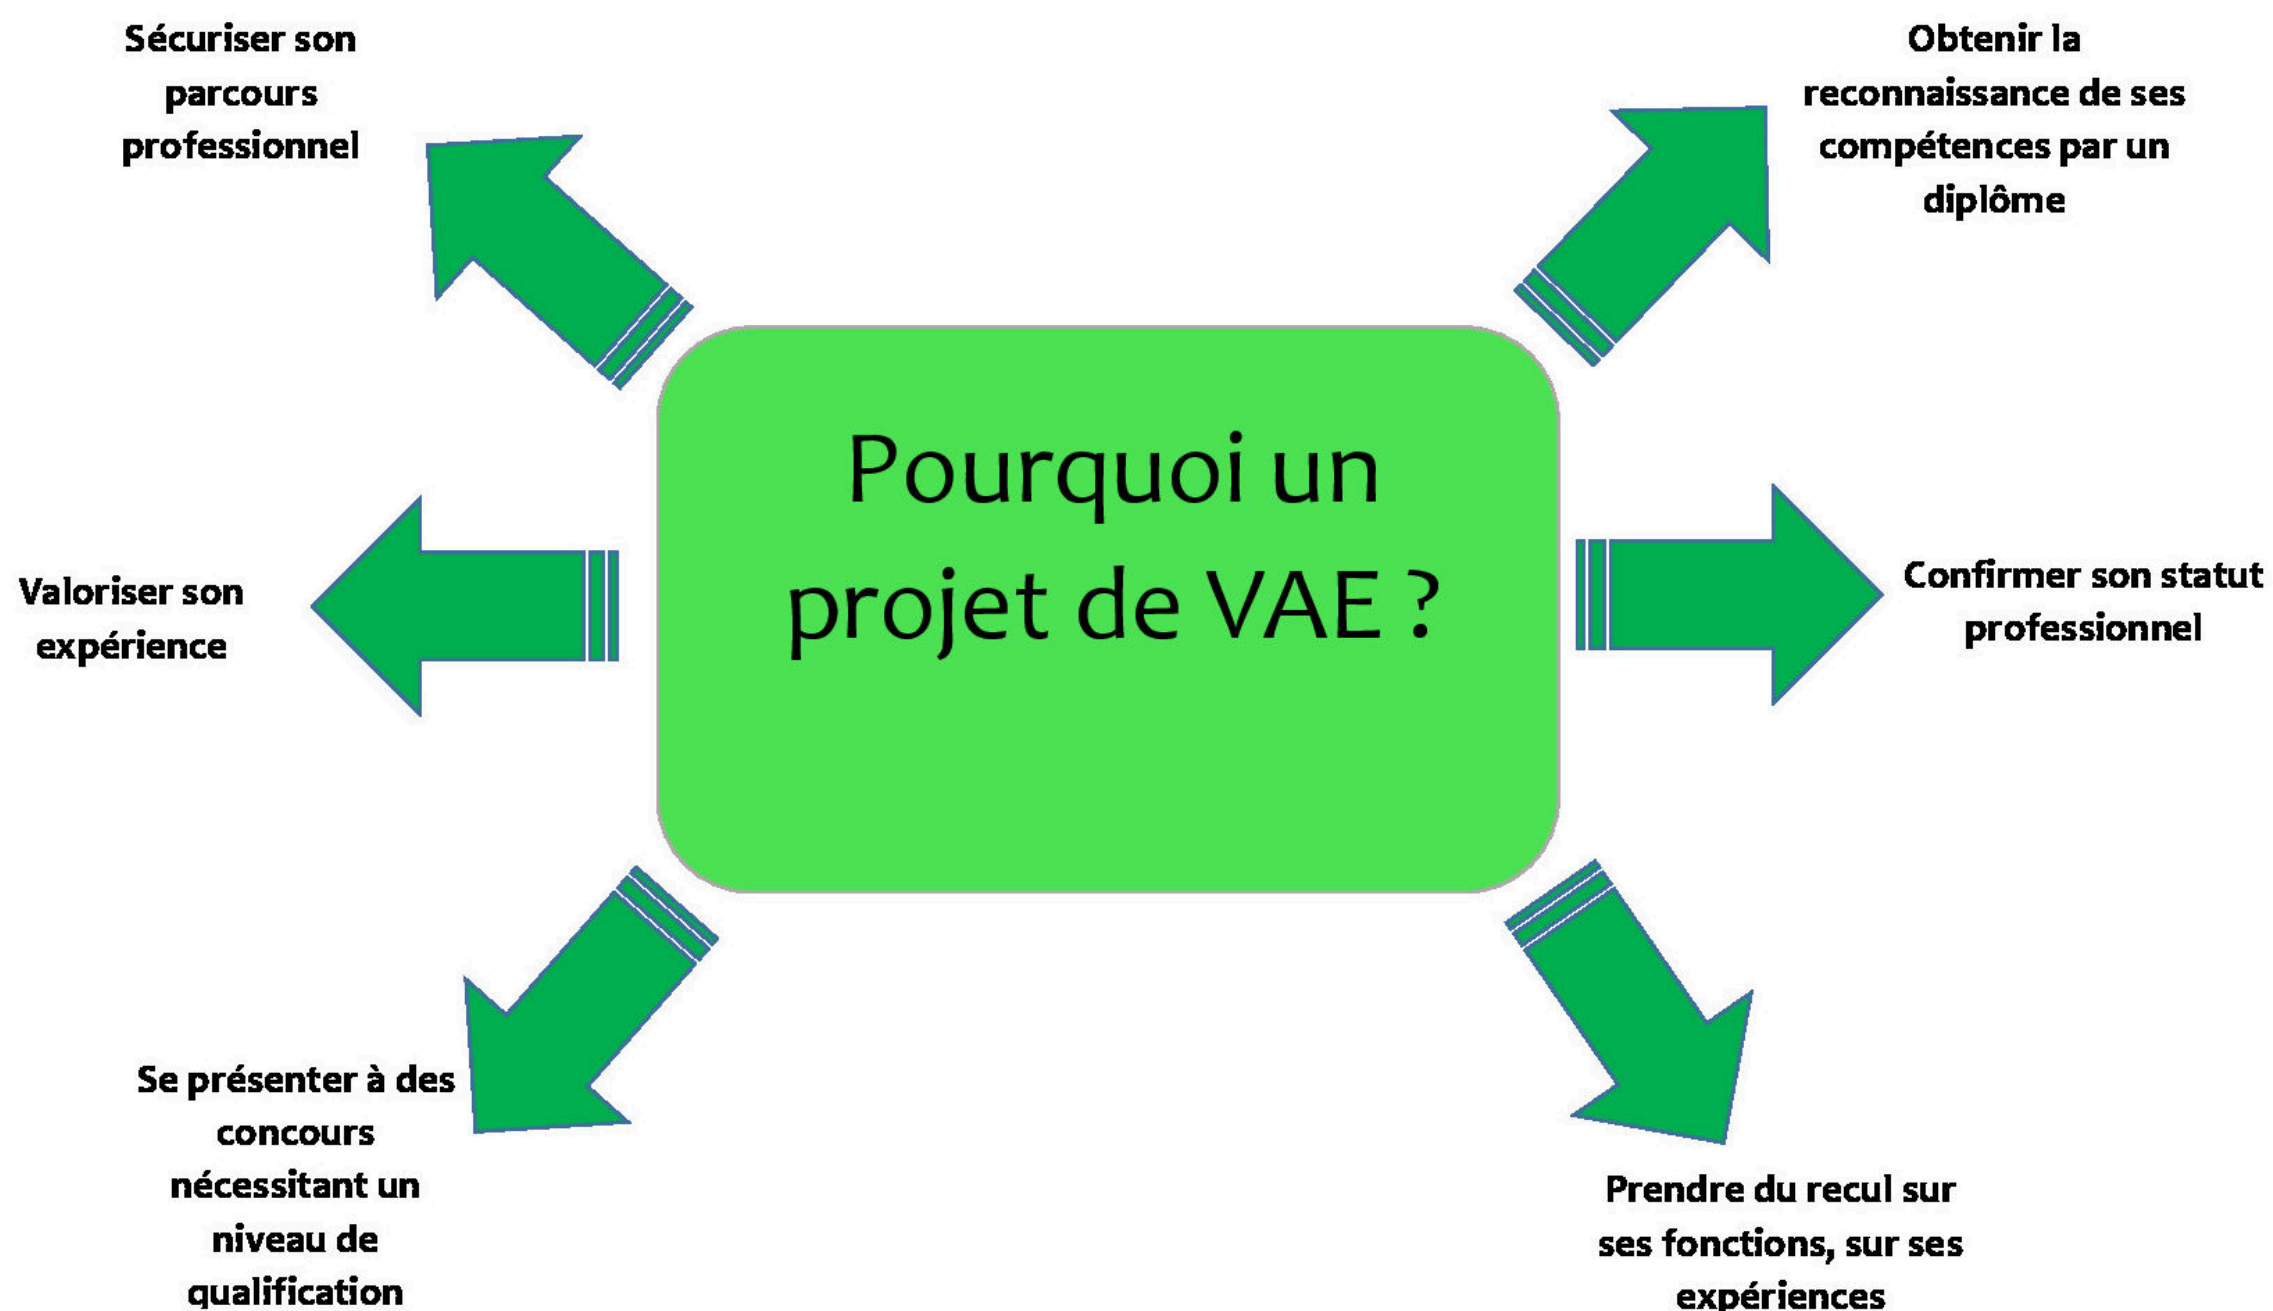 Sécuriser son
parcours
professionnel
Obtenir la
reconnaissance de ses
compétences par un
diplôme
Pourquoi un
projet de VAE ?
Valoriser son
expérience
Confirmer son statut
professionnel
Se présenter à des
concours
nécessitant un
niveau de
qualification
Prendre du recul sur
ses fonctions, sur ses
expériences